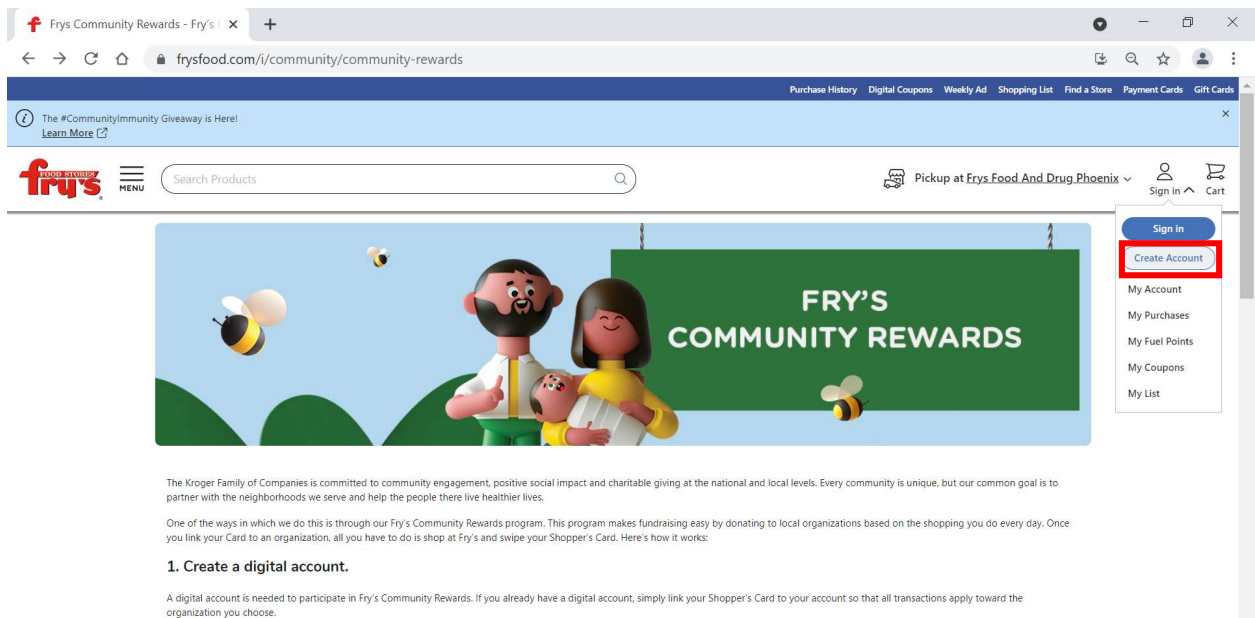 Frys Community Rewards - Fry's
frysfood.com/i/community/community-rewards
Purchase History Digital Coupons Weekly Ad Shopping List Find a Store Payment Cards Gift Cards
The #CommunityImmunity Giveaway is Here!
Learn More
FOOD STORES
fry's
MENU
Search Products
Pickup at Frys Food And Drug Phoenix
Sign in
Cart
Sign in
Create Account
My Account
My Purchases
My Fuel Points
My Coupons
My List
FRY'S
COMMUNITY REWARDS
The Kroger Family of Companies is committed to community engagement, positive social impact and charitable giving at the national and local levels. Every community is unique, but our common goal is to
partner with the neighborhoods we serve and help the people there live healthier lives.
One of the ways in which we do this is through our Fry's Community Rewards program. This program makes fundraising easy by donating to local organizations based on the shopping you do every day. Once
you link your Card to an organization, all you have to do is shop at Fry's and swipe your Shopper's Card. Here's how it works:
1. Create a digital account.
A digital account is needed to participate in Fry's Community Rewards. If you already have a digital account, simply link your Shopper's Card to your account so that all transactions apply toward the
organization you choose.